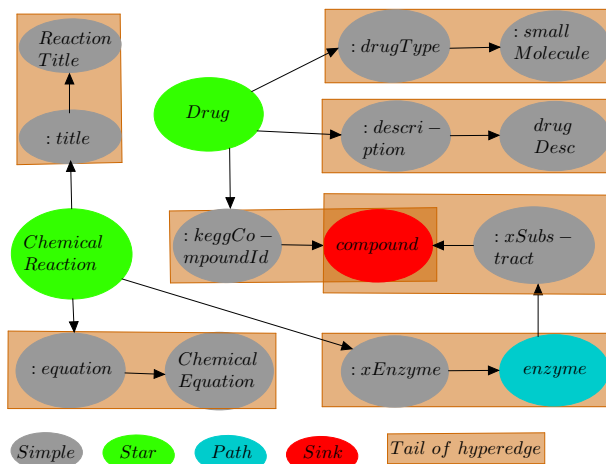 Reaction
Title
: title
: drugType
: small
Molecule
Drug
: descri -
ption
drug
Desc
Chemical
Reaction
: keggCo -
mpoundId
compound
: xSubs -
tract
: equation
Chemical
Equation
: xEnzyme
enzyme
Simple
Star
Path
Sink
Tail of hyperedge